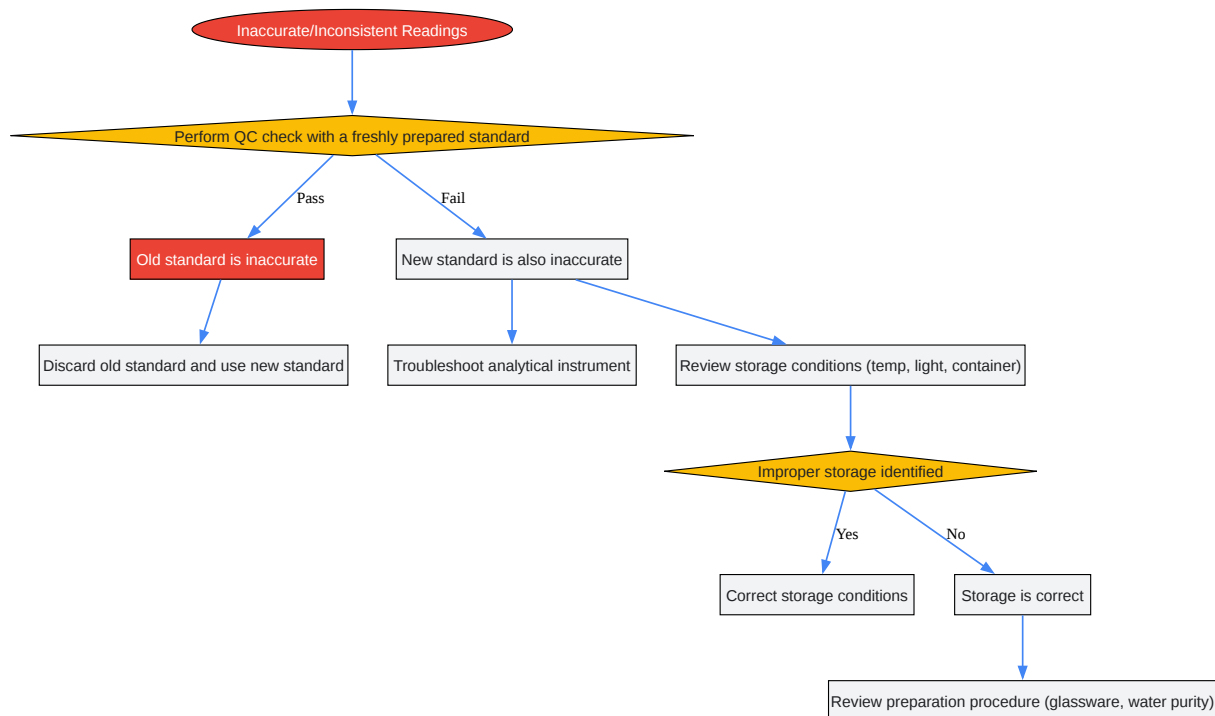 Inaccurate/Inconsistent Readings
Perform QC check with a freshly prepared standard
Pass
Fail
Old standard is inaccurate
New standard is also inaccurate
Discard old standard and use new standard
Troubleshoot analytical instrument
Review storage conditions (temp, light, container)
Improper storage identified
Yes
No
Correct storage conditions
Storage is correct
Review preparation procedure (glassware, water purity)